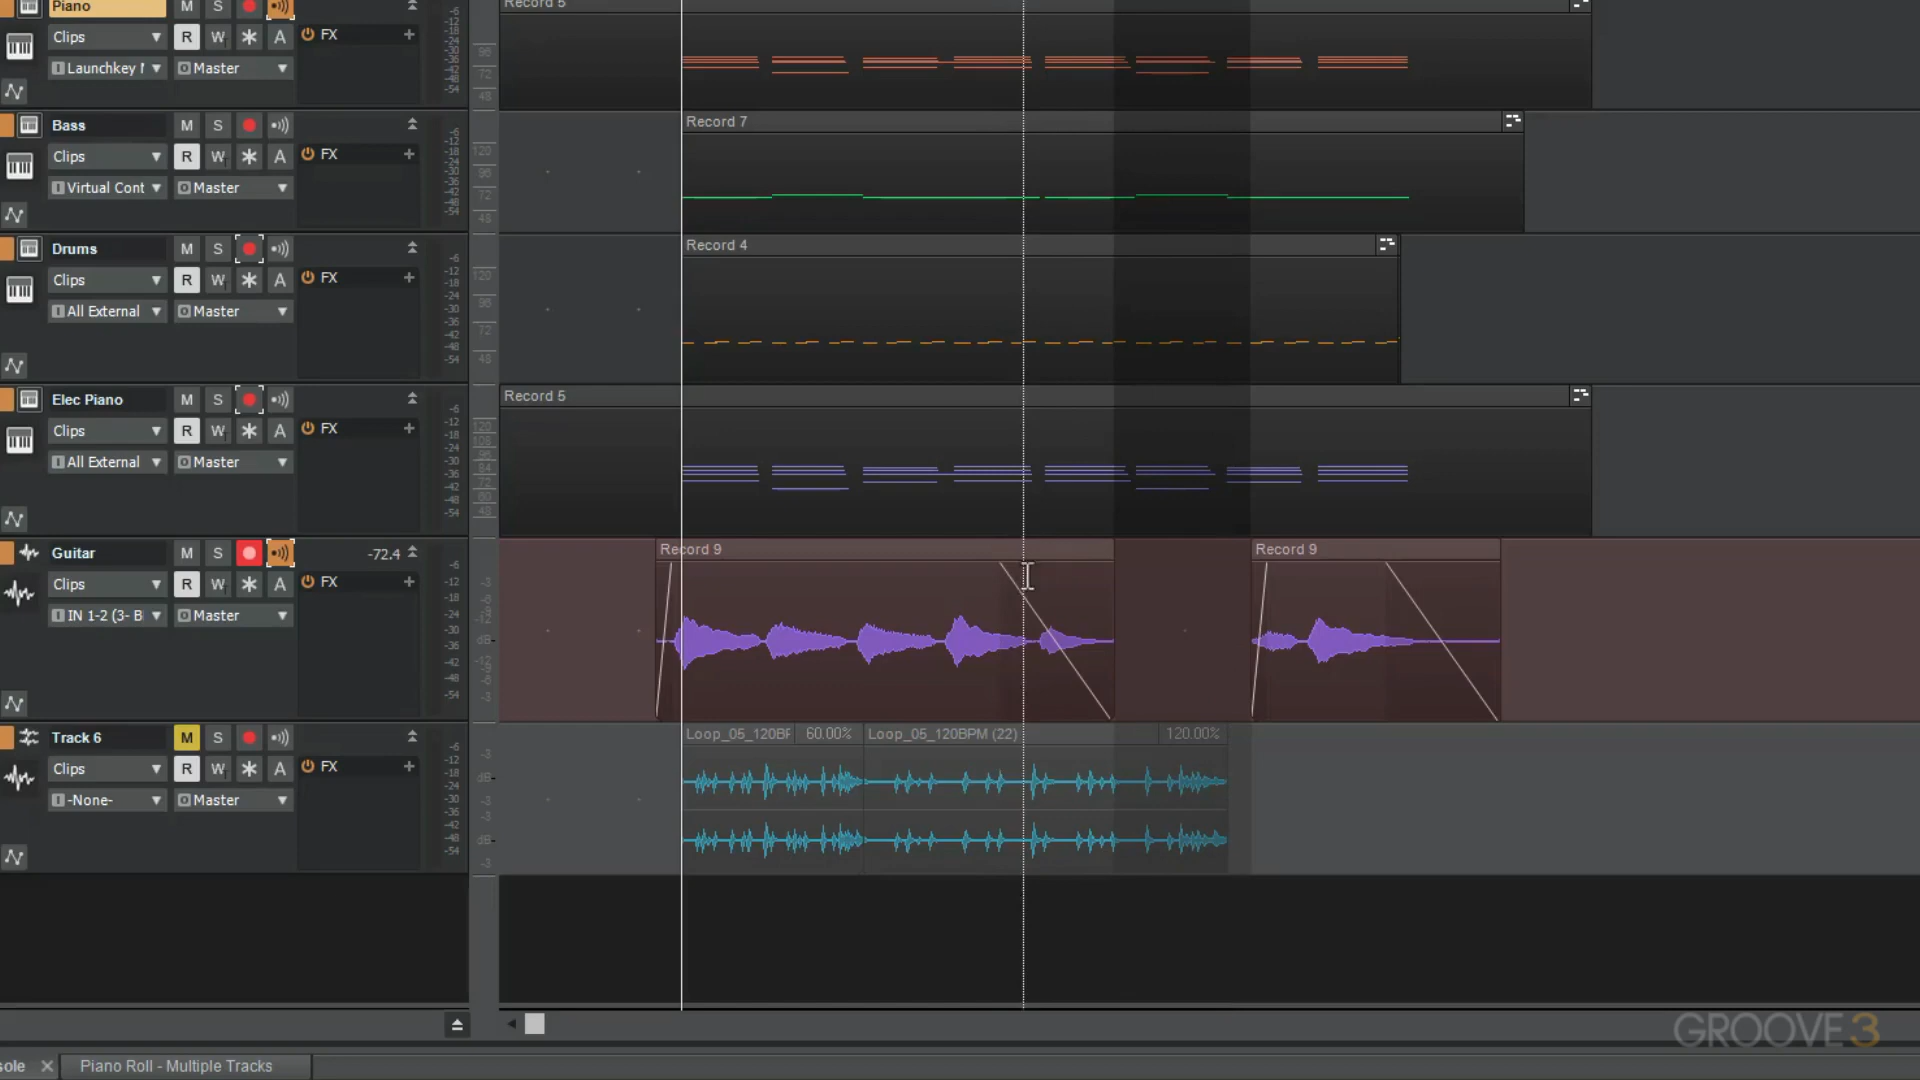 Piano
M S
Clips
R W * A
FX +
Launchkey
Master
Record 5
Bass
M S
Clips
R W * A
FX +
Virtual Cont
Master
Record 7
Drums
M S
Clips
R W * A
FX +
All External
Master
Record 4
Elec Piano
M S
Clips
R W * A
FX +
All External
Master
Record 5
Guitar
M S
-72.4
Clips
R W * A
FX +
IN 1-2 (3- B
Master
Record 9
Record 9
Track 6
M S
Clips
R W * A
FX +
-None-
Master
Loop_05_120BP
60.00%
Loop_05_120BPM (22)
120.00%
GROOVE3
sole
Piano Roll - Multiple Tracks